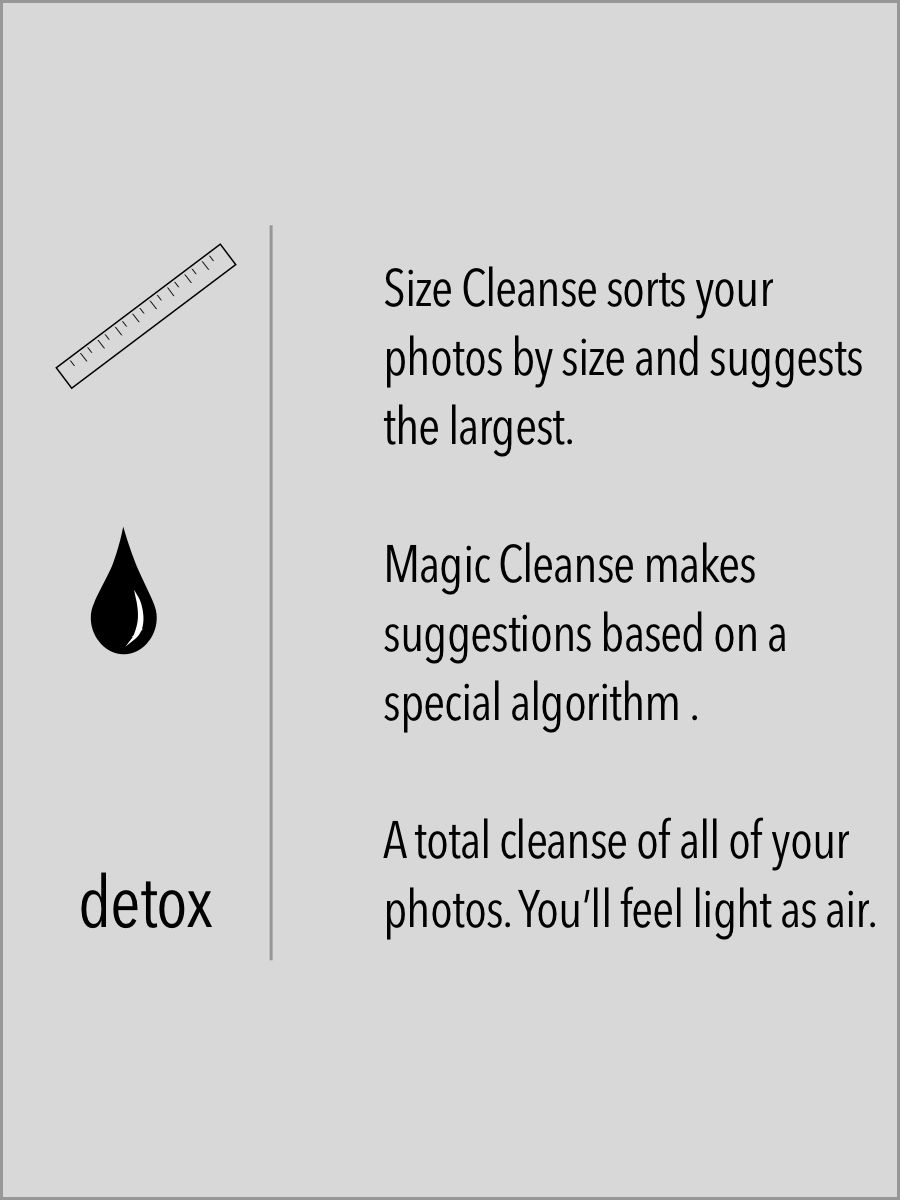 Size Cleanse sorts your
photos by size and suggests
the largest.
Magic Cleanse makes
suggestions based on a
special algorithm .
detox
A total cleanse of all of your
photos. You’ll feel light as air.